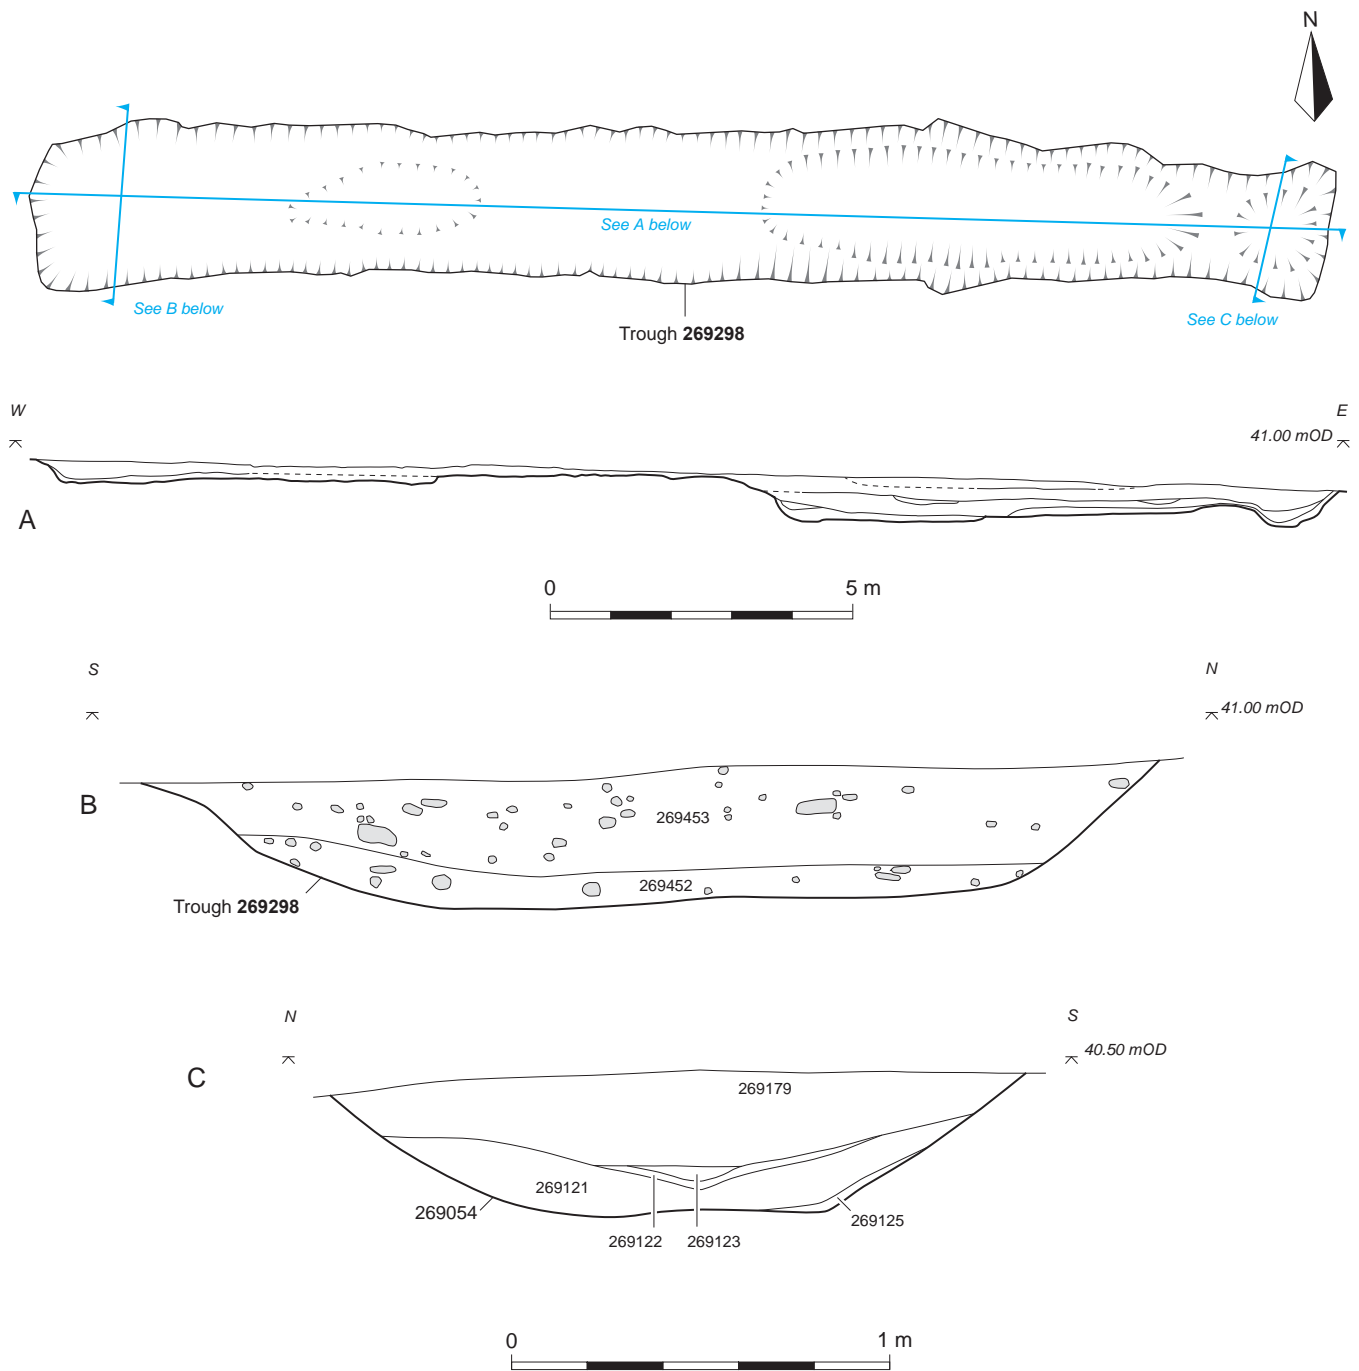 N
See A below
See B below
See C below
Trough 269298
W
E
41.00 mOD
A
0
5 m
S
N
41.00 mOD
B
269453
269452
Trough 269298
N
S
40.50 mOD
C
269179
269121
269054
269125
269122
269123
0
1 m